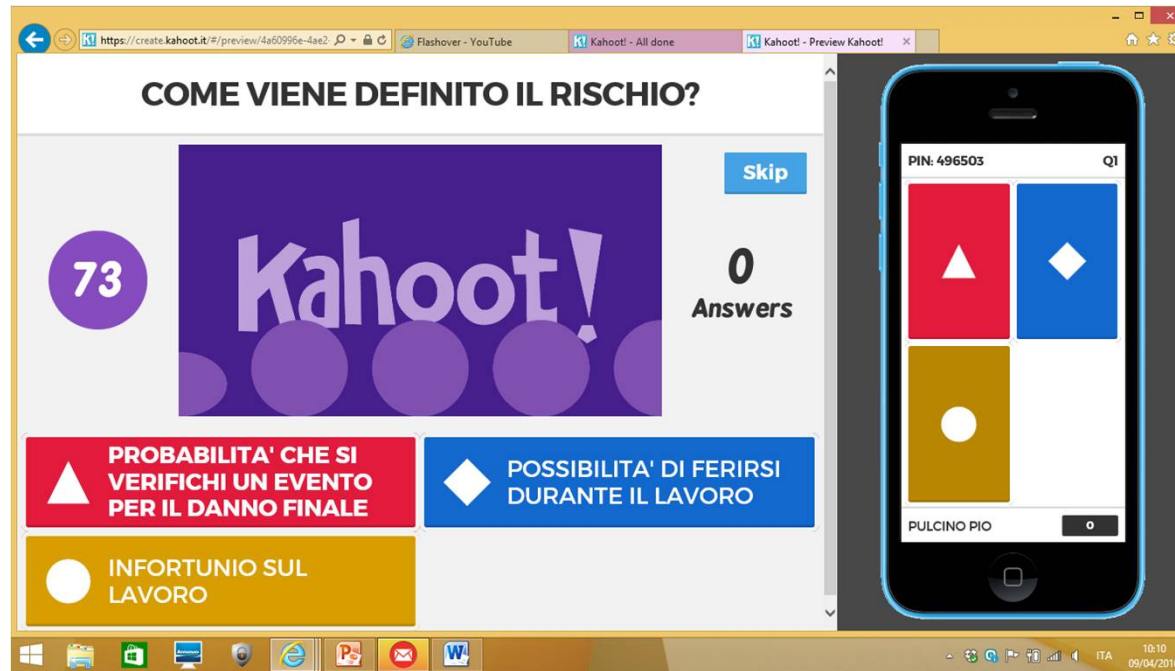 https://create.kahoot.it/#/preview/4a60996e-4ae2-
Flashover - YouTube
Kahoot! - All done
Kahoot! - Preview Kahoot!
COME VIENE DEFINITO IL RISCHIO?
Skip
73
Kahoot!
0
Answers
PROBABILITA' CHE SI
VERIFICHI UN EVENTO
PER IL DANNO FINALE
POSSIBILITA' DI FERIRSI
DURANTE IL LAVORO
INFORTUNIO SUL
LAVORO
PIN: 496503
Q1
PULCINO PIO
0
ITA
10:10